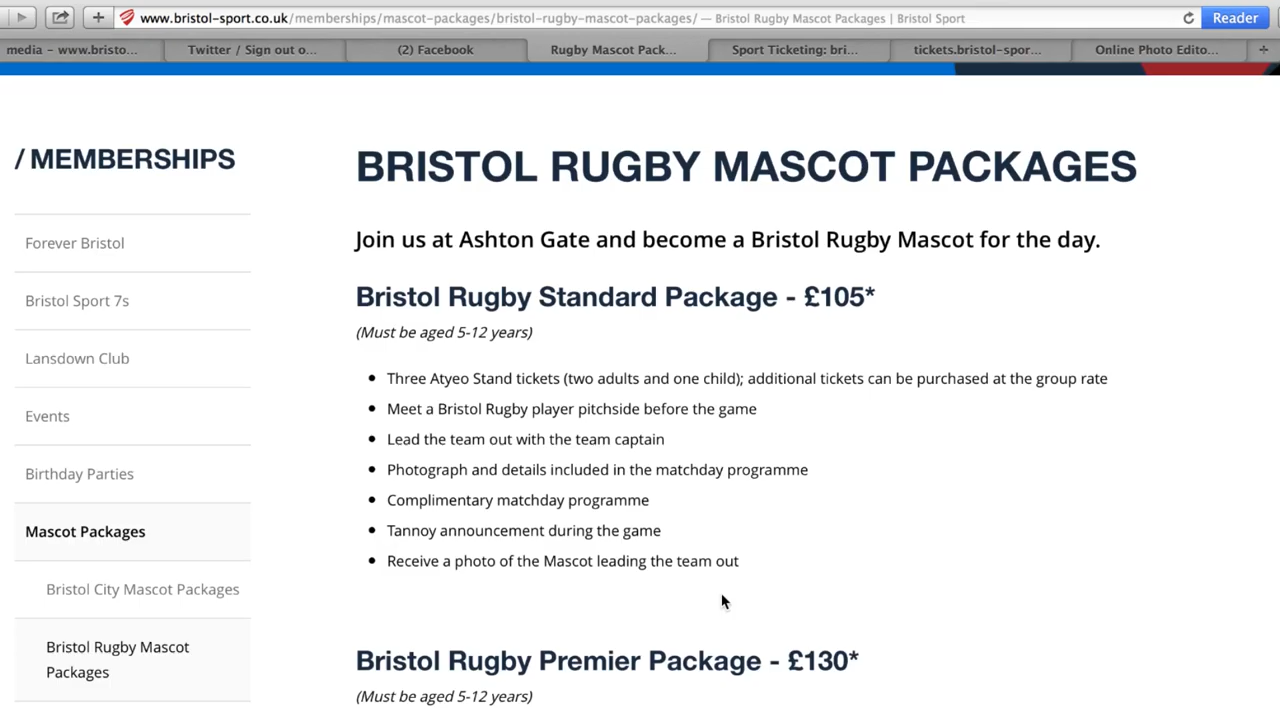 www.bristol-sport.co.uk/memberships/mascot-packages/bristol-rugby-mascot-packages/ — Bristol Rugby Mascot Packages | Bristol Sport
Reader
media – www.bristo...
Twitter / Sign out o...
(2) Facebook
Rugby Mascot Pack...
Sport Ticketing: bri...
tickets.bristol-spor...
Online Photo Edito...
/ MEMBERSHIPS
Forever Bristol
Bristol Sport 7s
Lansdown Club
Events
Birthday Parties
Mascot Packages
Bristol City Mascot Packages
Bristol Rugby Mascot
Packages
BRISTOL RUGBY MASCOT PACKAGES
Join us at Ashton Gate and become a Bristol Rugby Mascot for the day.
Bristol Rugby Standard Package - £105*
(Must be aged 5-12 years)
• Three Atyeo Stand tickets (two adults and one child); additional tickets can be purchased at the group rate
• Meet a Bristol Rugby player pitchside before the game
• Lead the team out with the team captain
• Photograph and details included in the matchday programme
• Complimentary matchday programme
• Tannoy announcement during the game
• Receive a photo of the Mascot leading the team out
Bristol Rugby Premier Package - £130*
(Must be aged 5-12 years)